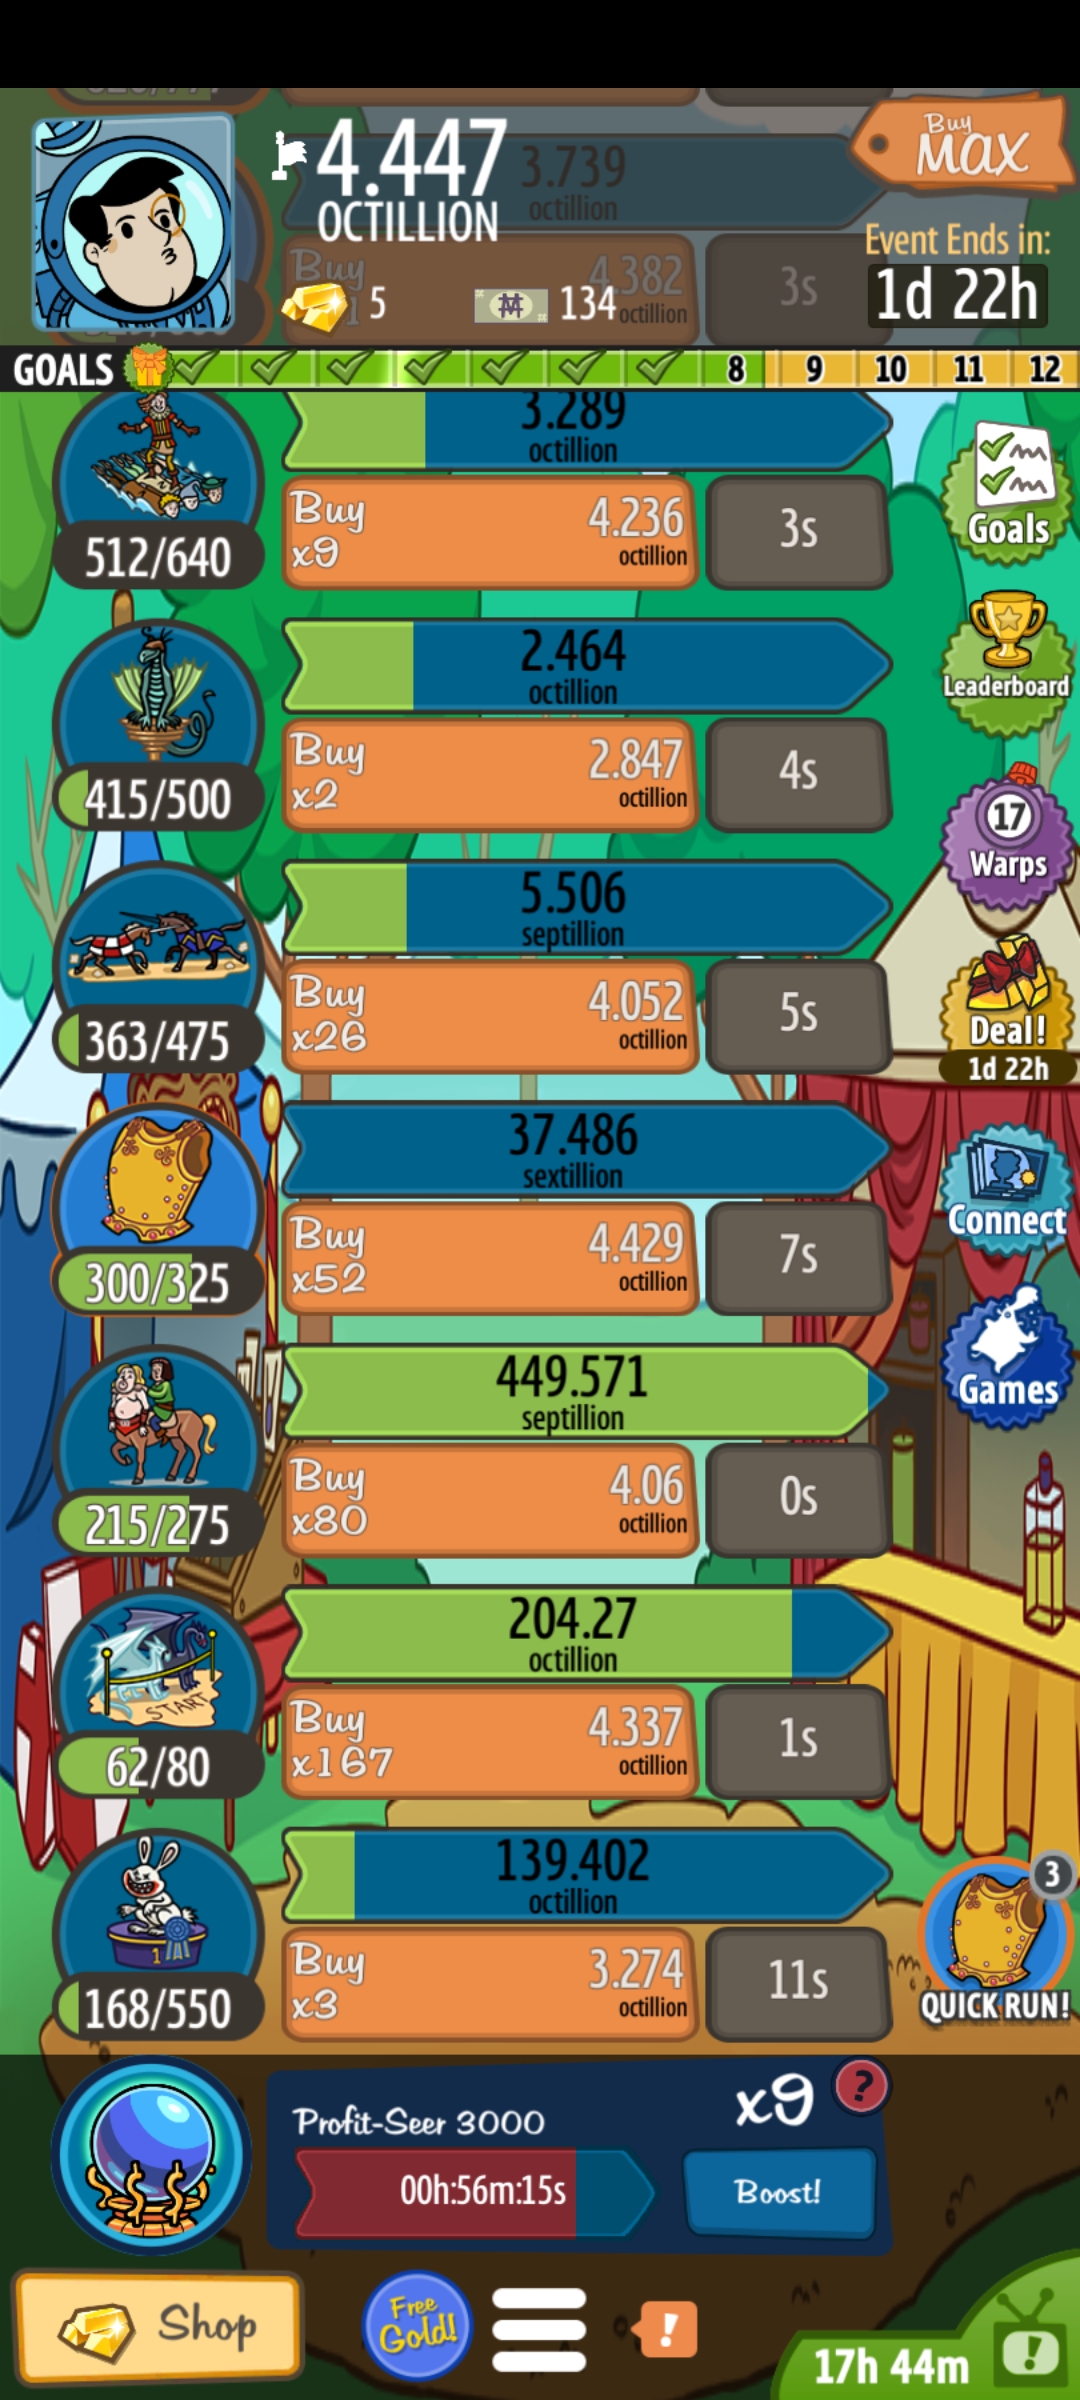 4.447
OCTILLION
3.739
octillion
Buy
MAX
Event Ends in:
1d 22h
Buy
4.382
octillion
3s
5
134
GOALS
8 9 10 11 12
3.289
octillion
Buy
x9
4.236
octillion
3s
512/640
Goals
2.464
octillion
Buy
x2
2.847
octillion
4s
415/500
Leaderboard
17
Warps
5.506
septillion
Buy
x26
4.052
octillion
5s
363/475
Deal!
1d 22h
37.486
sextillion
Buy
x52
4.429
octillion
7s
300/325
Connect
Games
449.571
septillion
Buy
x80
4.06
octillion
0s
215/275
204.27
octillion
Buy
x167
4.337
octillion
1s
START
62/80
139.402
octillion
Buy
x3
3.274
octillion
11s
1
168/550
3
QUICK RUN!
Profit-Seer 3000
x9
?
00h:56m:15s
Boost!
Shop
Free
Gold!
!
17h 44m
!